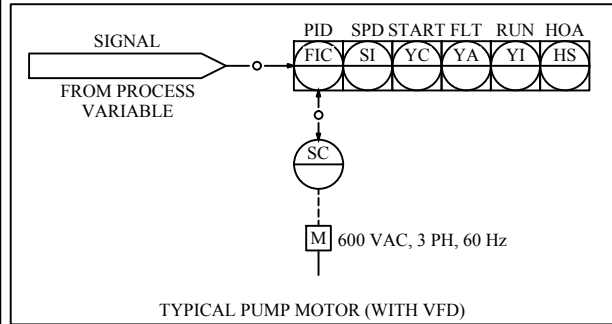 PID SPD START FLT RUN HOA
SIGNAL
FIC SI YC YA YI HS
FROM PROCESS
VARIABLE
SC
M 600 VAC, 3 PH, 60 Hz
TYPICAL PUMP MOTOR (WITH VFD)